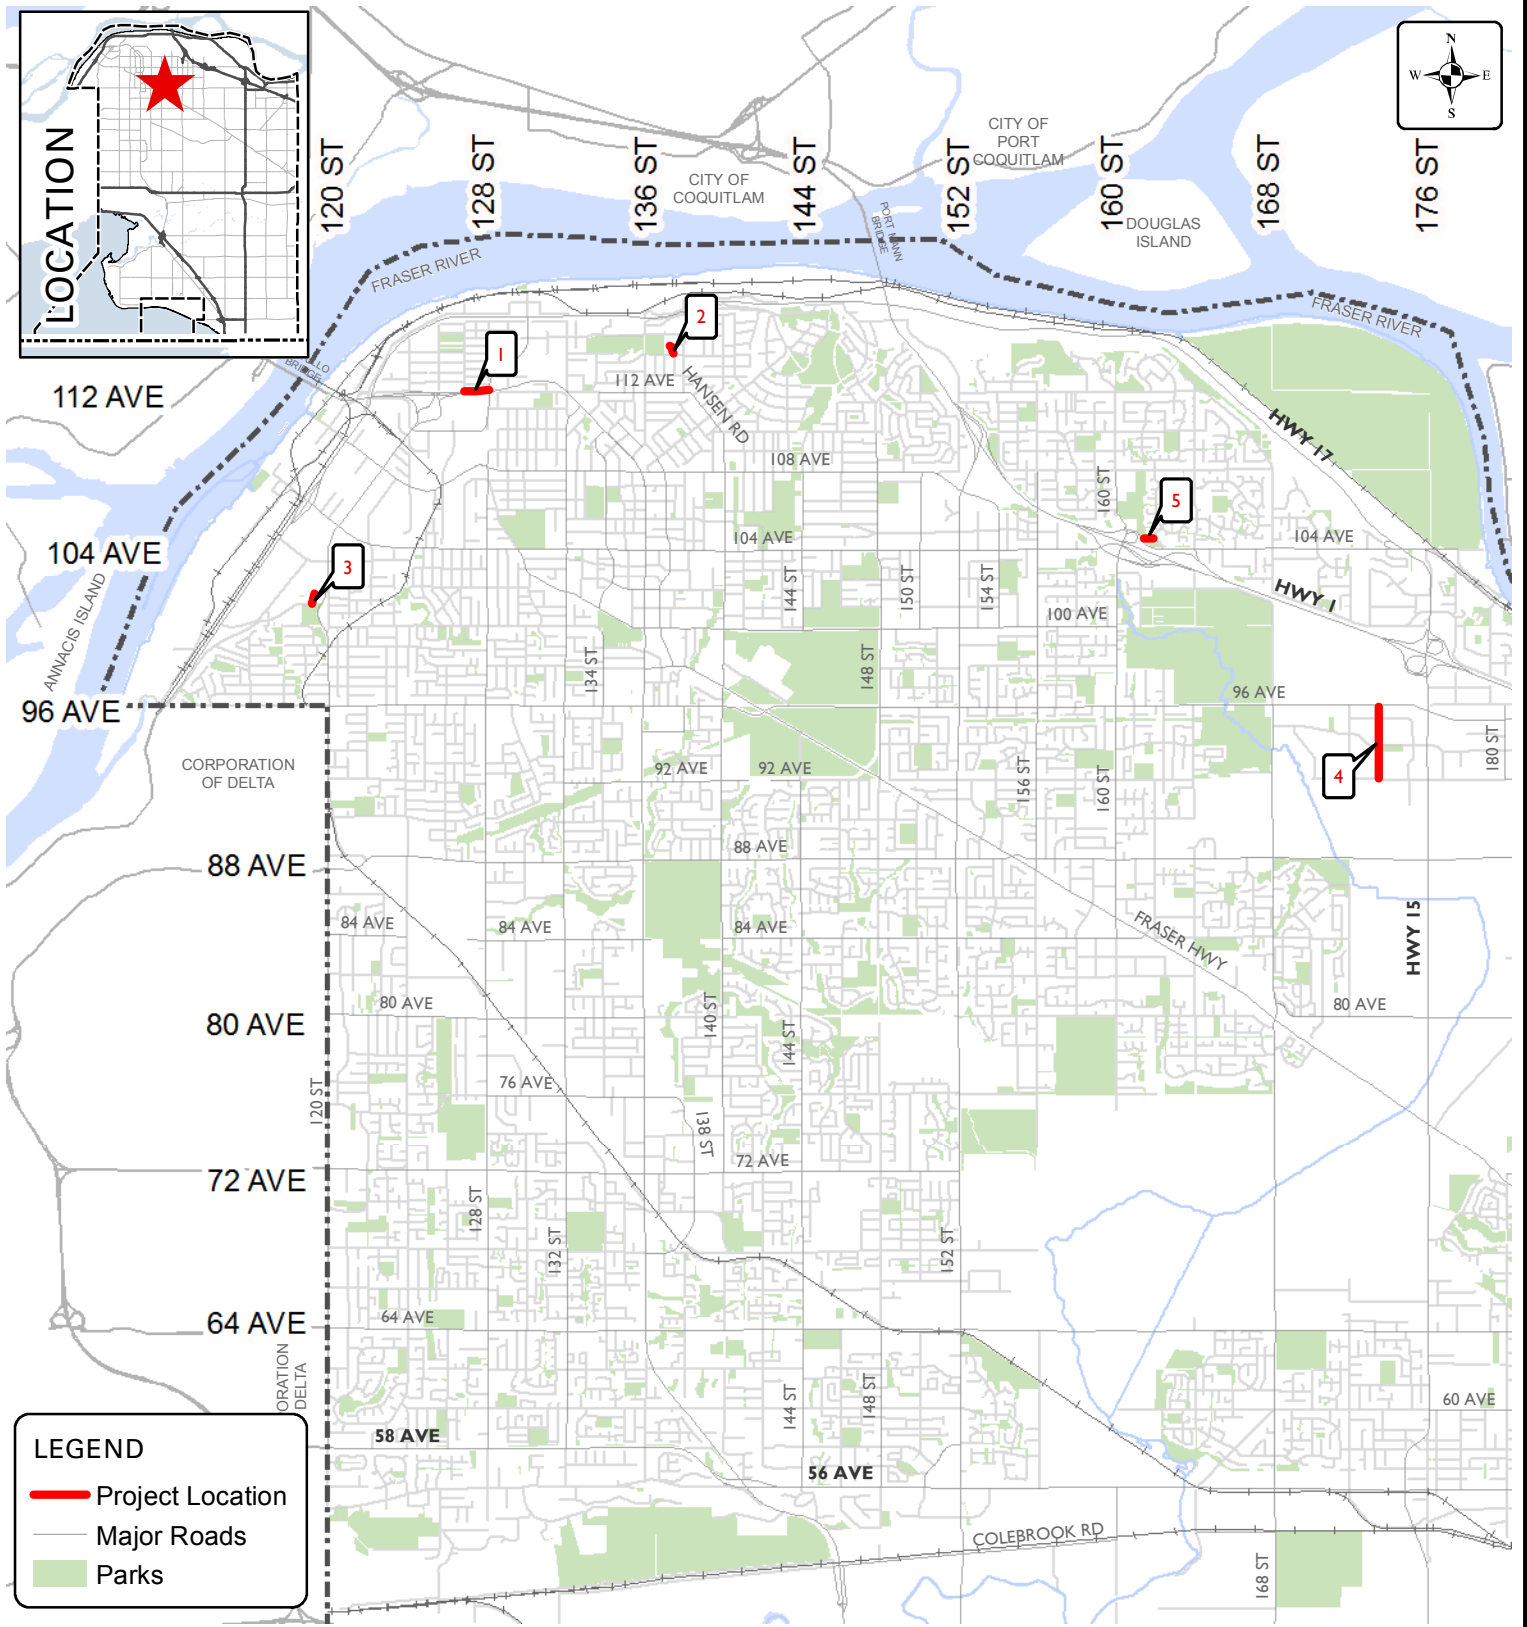 LOCATION
N
W E
S
120 ST
128 ST
136 ST
144 ST
152 ST
160 ST
168 ST
176 ST
CITY OF
COQUITLAM
CITY OF
PORT
COQUITLAM
DOUGLAS
ISLAND
PORT MANN
BRIDGE
FRASER RIVER
FRASER RIVER
BRIDGE
1
2
3
4
5
112 AVE
112 AVE
HANSEN RD
108 AVE
HWY 17
160 ST
104 AVE
104 AVE
104 AVE
ANNACIS ISLAND
144 ST
150 ST
154 ST
100 AVE
HWY 1
134 ST
148 ST
96 AVE
96 AVE
CORPORATION
OF DELTA
92 AVE
92 AVE
156 ST
160 ST
180 ST
88 AVE
88 AVE
84 AVE
84 AVE
84 AVE
FRASER HWY
HWY 15
80 AVE
80 AVE
80 AVE
140 ST
144 ST
76 AVE
120 ST
138 ST
72 AVE
72 AVE
128 ST
132 ST
152 ST
64 AVE
64 AVE
ORATION
DELTA
144 ST
148 ST
60 AVE
58 AVE
56 AVE
COLEBROOK RD
168 ST
LEGEND
Project Location
Major Roads
Parks